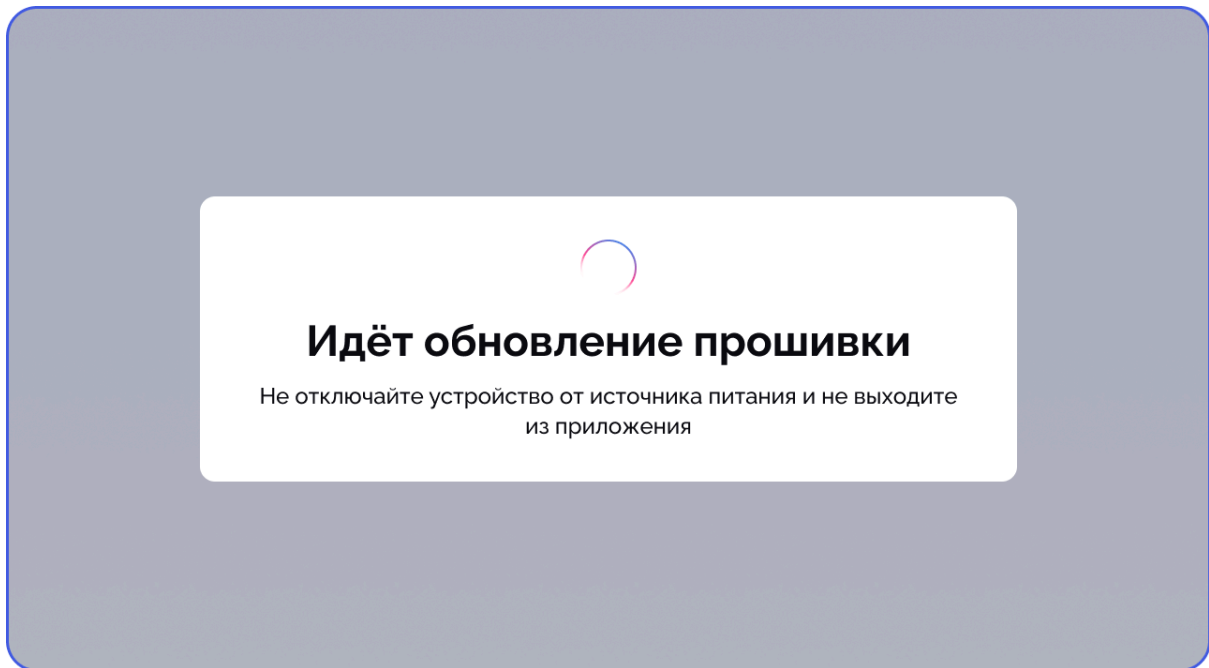 Идёт обновление прошивки
Не отключайте устройство от источника питания и не выходите
из приложения